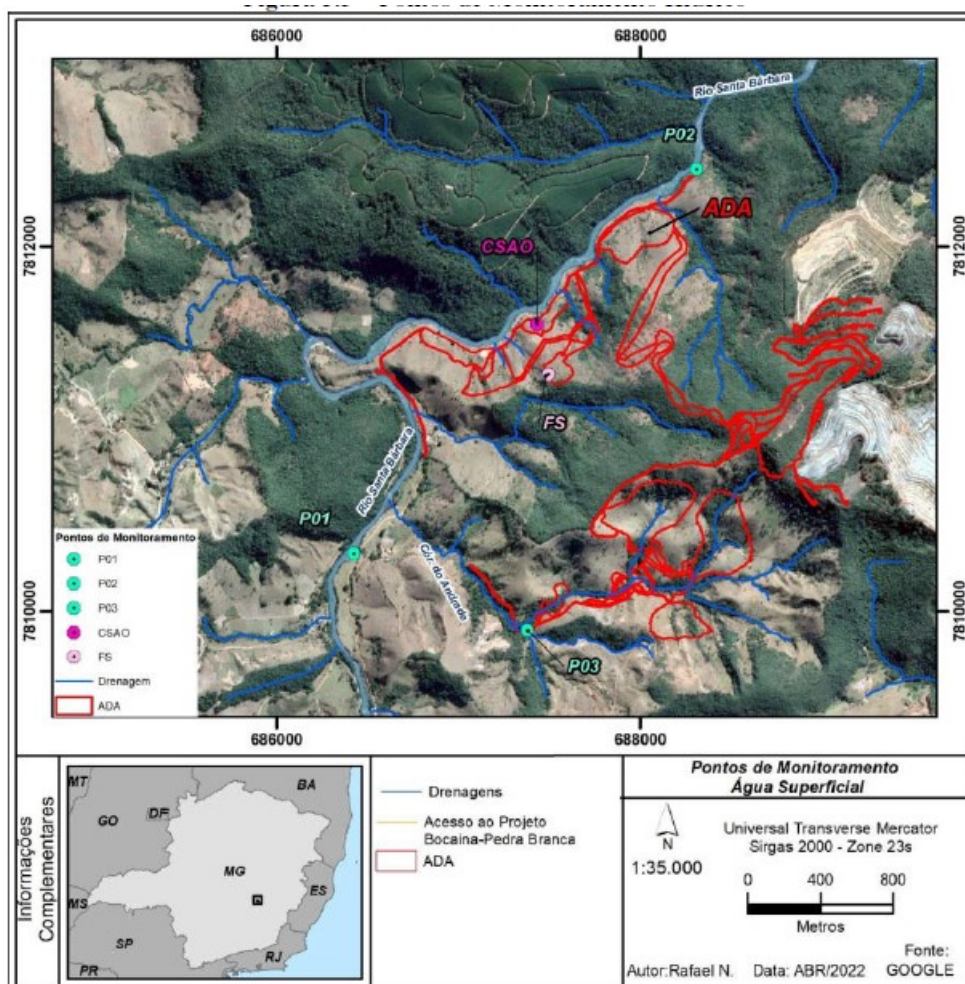 686000 688000
Rio Santa Bárbara
P02
ADA
7812000 7812000
CSAO
FS
Rio Santa Bárbara
P01
Cór. do Andrade
P03
7810000 7810000
Pontos de Monitoramento
P01
P02
P03
CSAO
FS
Drenagem
ADA
686000 688000
Informações
Complementares
MT
BA
GO
DF
MG
ES
MS
SP
RJ
PR
Drenagens
Acesso ao Projeto
Bocaina-Pedra Branca
ADA
Pontos de Monitoramento
Água Superficial
N
1:35.000
Universal Transverse Mercator
Sirgas 2000 - Zone 23s
0 400 800
Metros
Fonte:
Autor:Rafael N. Data: ABR/2022 GOOGLE